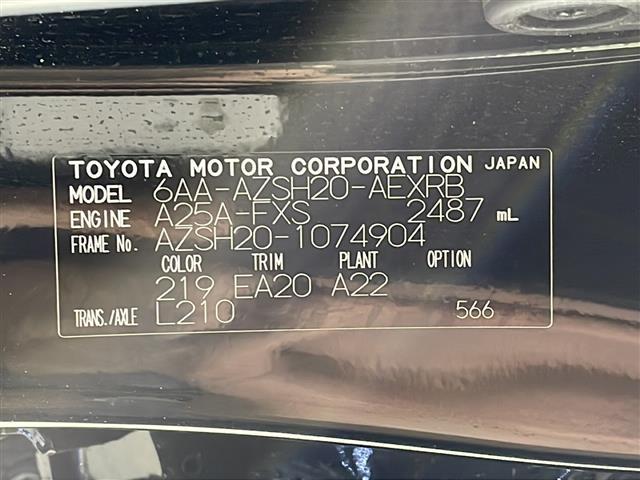 TOYOTA MOTOR CORPORATION JAPAN
MODEL 6AA-AZSH20-AEXRB
ENGINE A25A-FXS 2487 mL
FRAME No. AZSH20-1074904
COLOR TRIM PLANT OPTION
219 EA20 A22
TRANS./AXLE L210 566